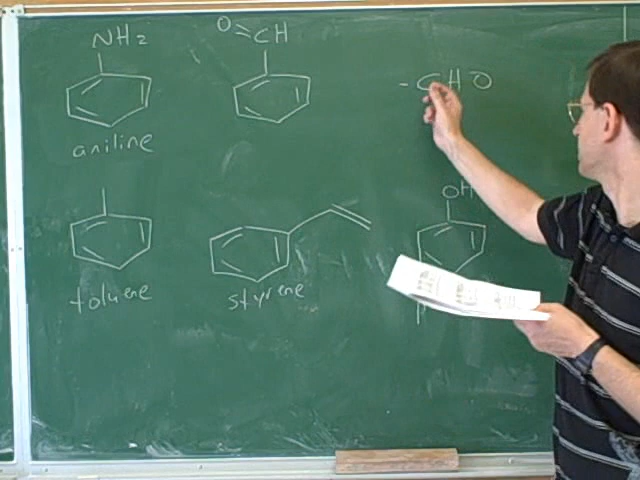 NH2
O=CH
-CHO
aniline
OH
toluene
styrene